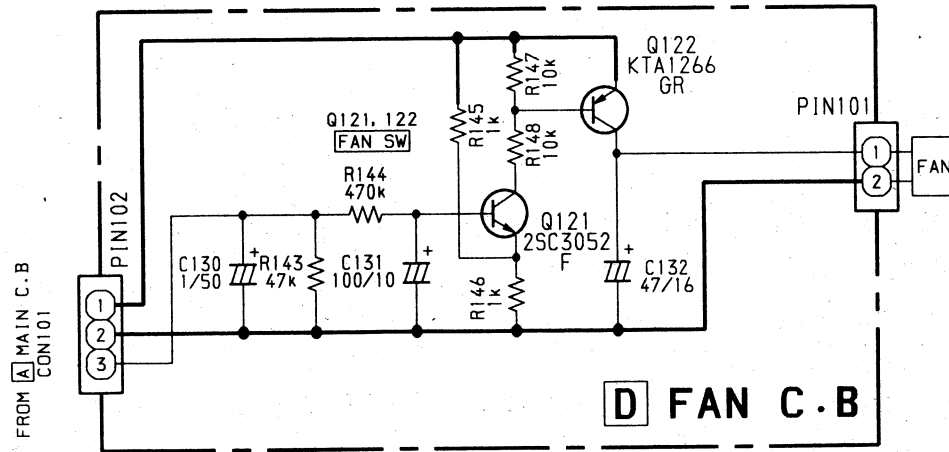 Q122
KTA1266
GR
R147
10k
R145
1k
R148
10k
Q121, 122
FAN SW
R144
470k
PIN101
1
2
FAN
PIN102
Q121
2SC3052
F
C130
1/50
R143
47k
C131
100/10
R146
1k
C132
47/16
1
2
3
FROM A MAIN C.B
CON101
D FAN C.B